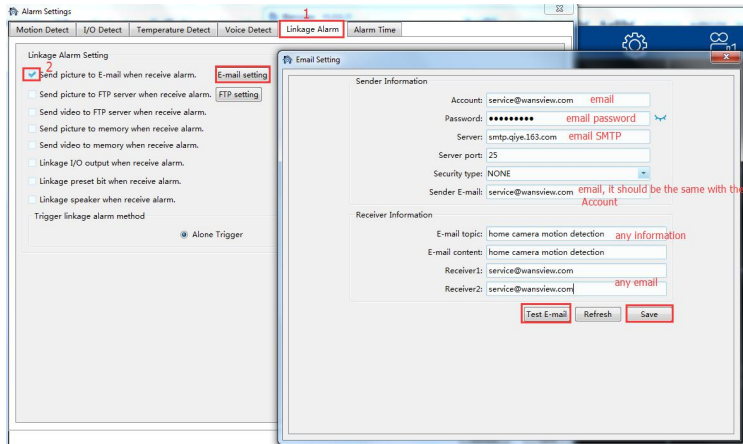 Alarm Settings
1
Motion Detect I/O Detect Temperature Detect Voice Detect Linkage Alarm Alarm Time
Linkage Alarm Setting
2
Send picture to E-mail when receive alarm. E-mail setting
Send picture to FTP server when receive alarm. FTP setting
Send video to FTP server when receive alarm.
Send picture to memory when receive alarm.
Send video to memory when receive alarm.
Linkage I/O output when receive alarm.
Linkage preset bit when receive alarm.
Linkage speaker when receive alarm.
Trigger linkage alarm method
Alone Trigger
Email Setting
Sender Information
Account: service@wansview.com email
Password: ●●●●●●●●● email password
Server: smtp.qiye.163.com email SMTP
Server port: 25
Security type: NONE
Sender E-mail: service@wansview.com email, it should be the same with the
Account
Receiver Information
E-mail topic: home camera motion detection any information
E-mail content: home camera motion detection
Receiver1: service@wansview.com
any email
Receiver2: service@wansview.com
Test E-mail Refresh Save